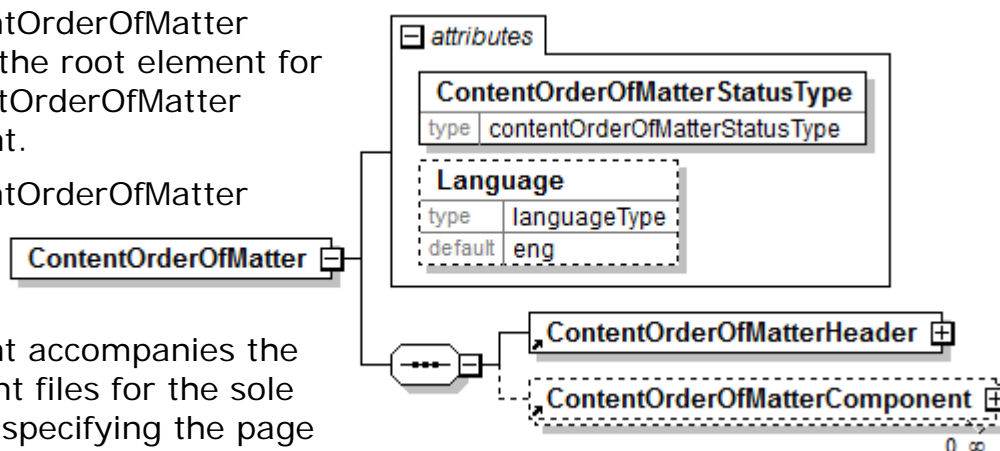 ntOrderOfMatter
the root element for
tOrderOfMatter
t.
ntOrderOfMatter
ContentOrderOfMatter
nt accompanies the
nt files for the sole
specifying the page
attributes
ContentOrderOfMatterStatusType
type contentOrderOfMatterStatusType
Language
type languageType
default eng
ContentOrderOfMatterHeader
ContentOrderOfMatterComponent